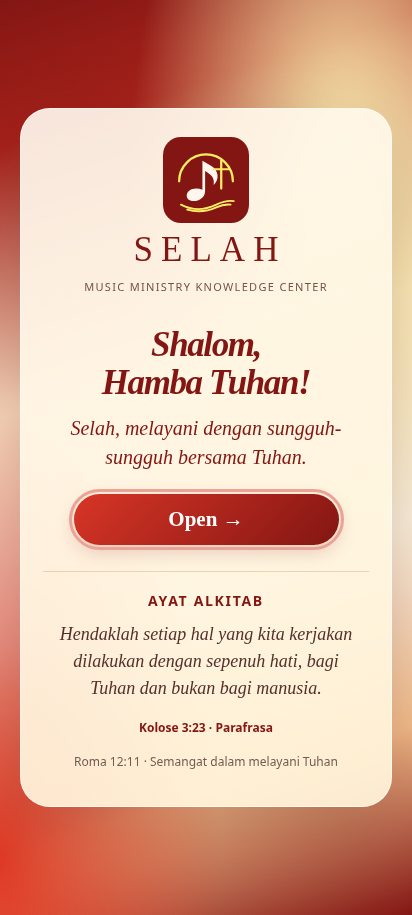 SELAH
MUSIC MINISTRY KNOWLEDGE CENTER
Shalom,
Hamba Tuhan!
Selah, melayani dengan sungguh-
sungguh bersama Tuhan.
Open →
AYAT ALKITAB
Hendaklah setiap hal yang kita kerjakan
dilakukan dengan sepenuh hati, bagi
Tuhan dan bukan bagi manusia.
Kolose 3:23 · Parafrasa
Roma 12:11 · Semangat dalam melayani Tuhan